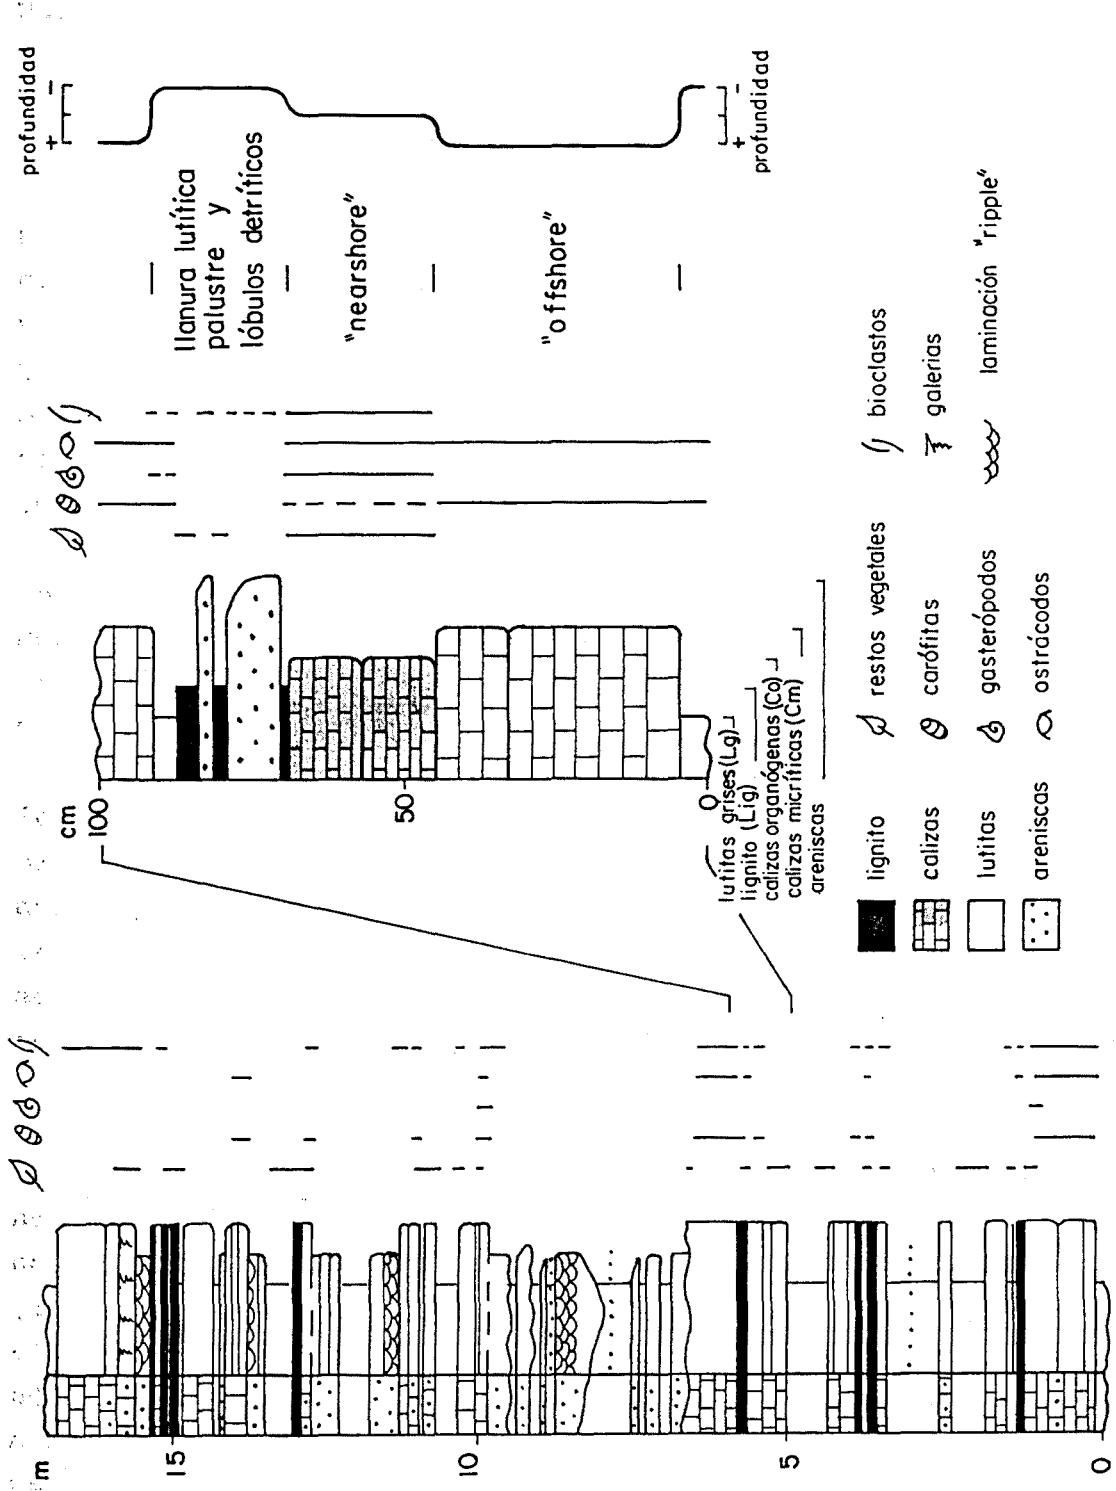 profundidad
+
–
llanura lutítica
palustre y
lóbulos detríticos
"nearshore"
"offshore"
+
–
profundidad
cm
100
50
0
lutitas grises (Lg)
lignito (Lig)
calizas organógenas (Co)
calizas micríticas (Cm)
areniscas
lignito
calizas
lutitas
areniscas
restos vegetales
carófitas
gasterópodos
ostrácodos
bioclastos
galerias
laminación "ripple"
m
15
10
5
0